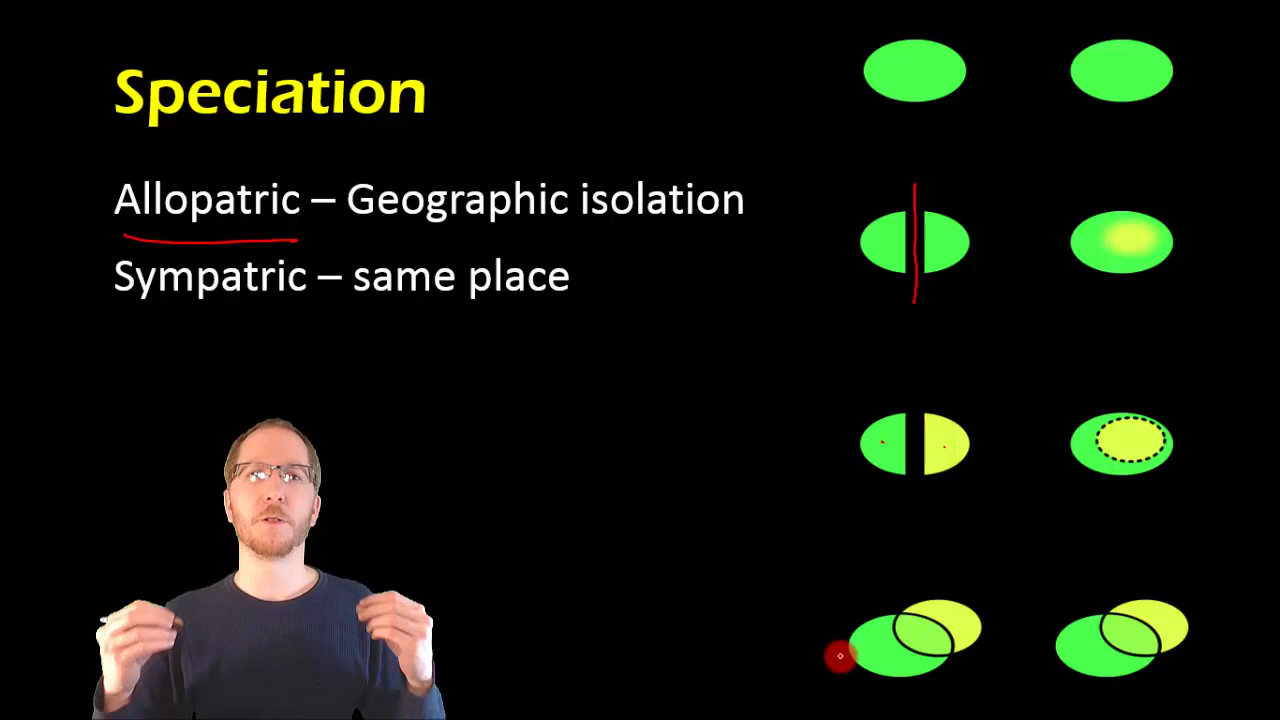 Speciation
Allopatric – Geographic isolation
Sympatric – same place